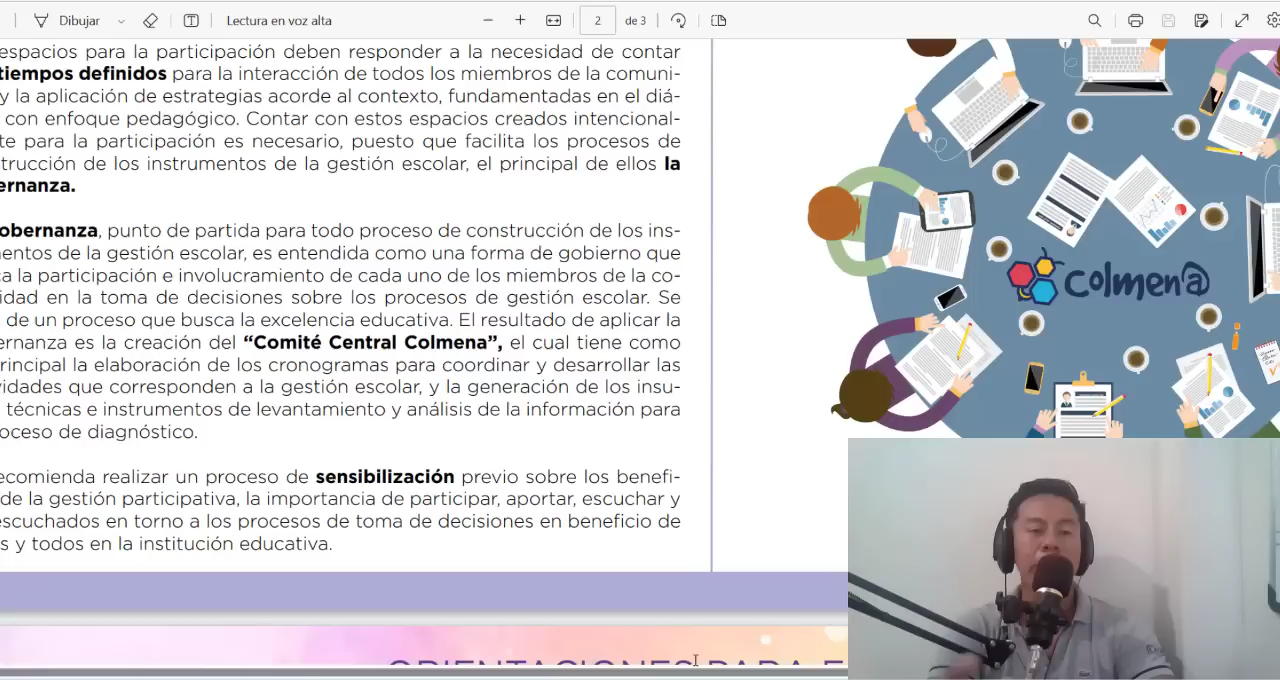 Dibujar
Lectura en voz alta
2
de 3
espacios para la participación deben responder a la necesidad de contar
tiempos definidos para la interacción de todos los miembros de la comuni-
y la aplicación de estrategias acorde al contexto, fundamentadas en el diá-
con enfoque pedagógico. Contar con estos espacios creados intencional-
te para la participación es necesario, puesto que facilita los procesos de
strucción de los instrumentos de la gestión escolar, el principal de ellos la
ernanza.
obernanza, punto de partida para todo proceso de construcción de los ins-
nentos de la gestión escolar, es entendida como una forma de gobierno que
ca la participación e involucramiento de cada uno de los miembros de la co-
idad en la toma de decisiones sobre los procesos de gestión escolar. Se
de un proceso que busca la excelencia educativa. El resultado de aplicar la
ernanza es la creación del “Comité Central Colmena”, el cual tiene como
rincipal la elaboración de los cronogramas para coordinar y desarrollar las
vidades que corresponden a la gestión escolar, y la generación de los insu-
técnicas e instrumentos de levantamiento y análisis de la información para
oceso de diagnóstico.
ecomienda realizar un proceso de sensibilización previo sobre los benefi-
de la gestión participativa, la importancia de participar, aportar, escuchar y
escuchados en torno a los procesos de toma de decisiones en beneficio de
s y todos en la institución educativa.
colmen@
ORIENTACIONES PARA E